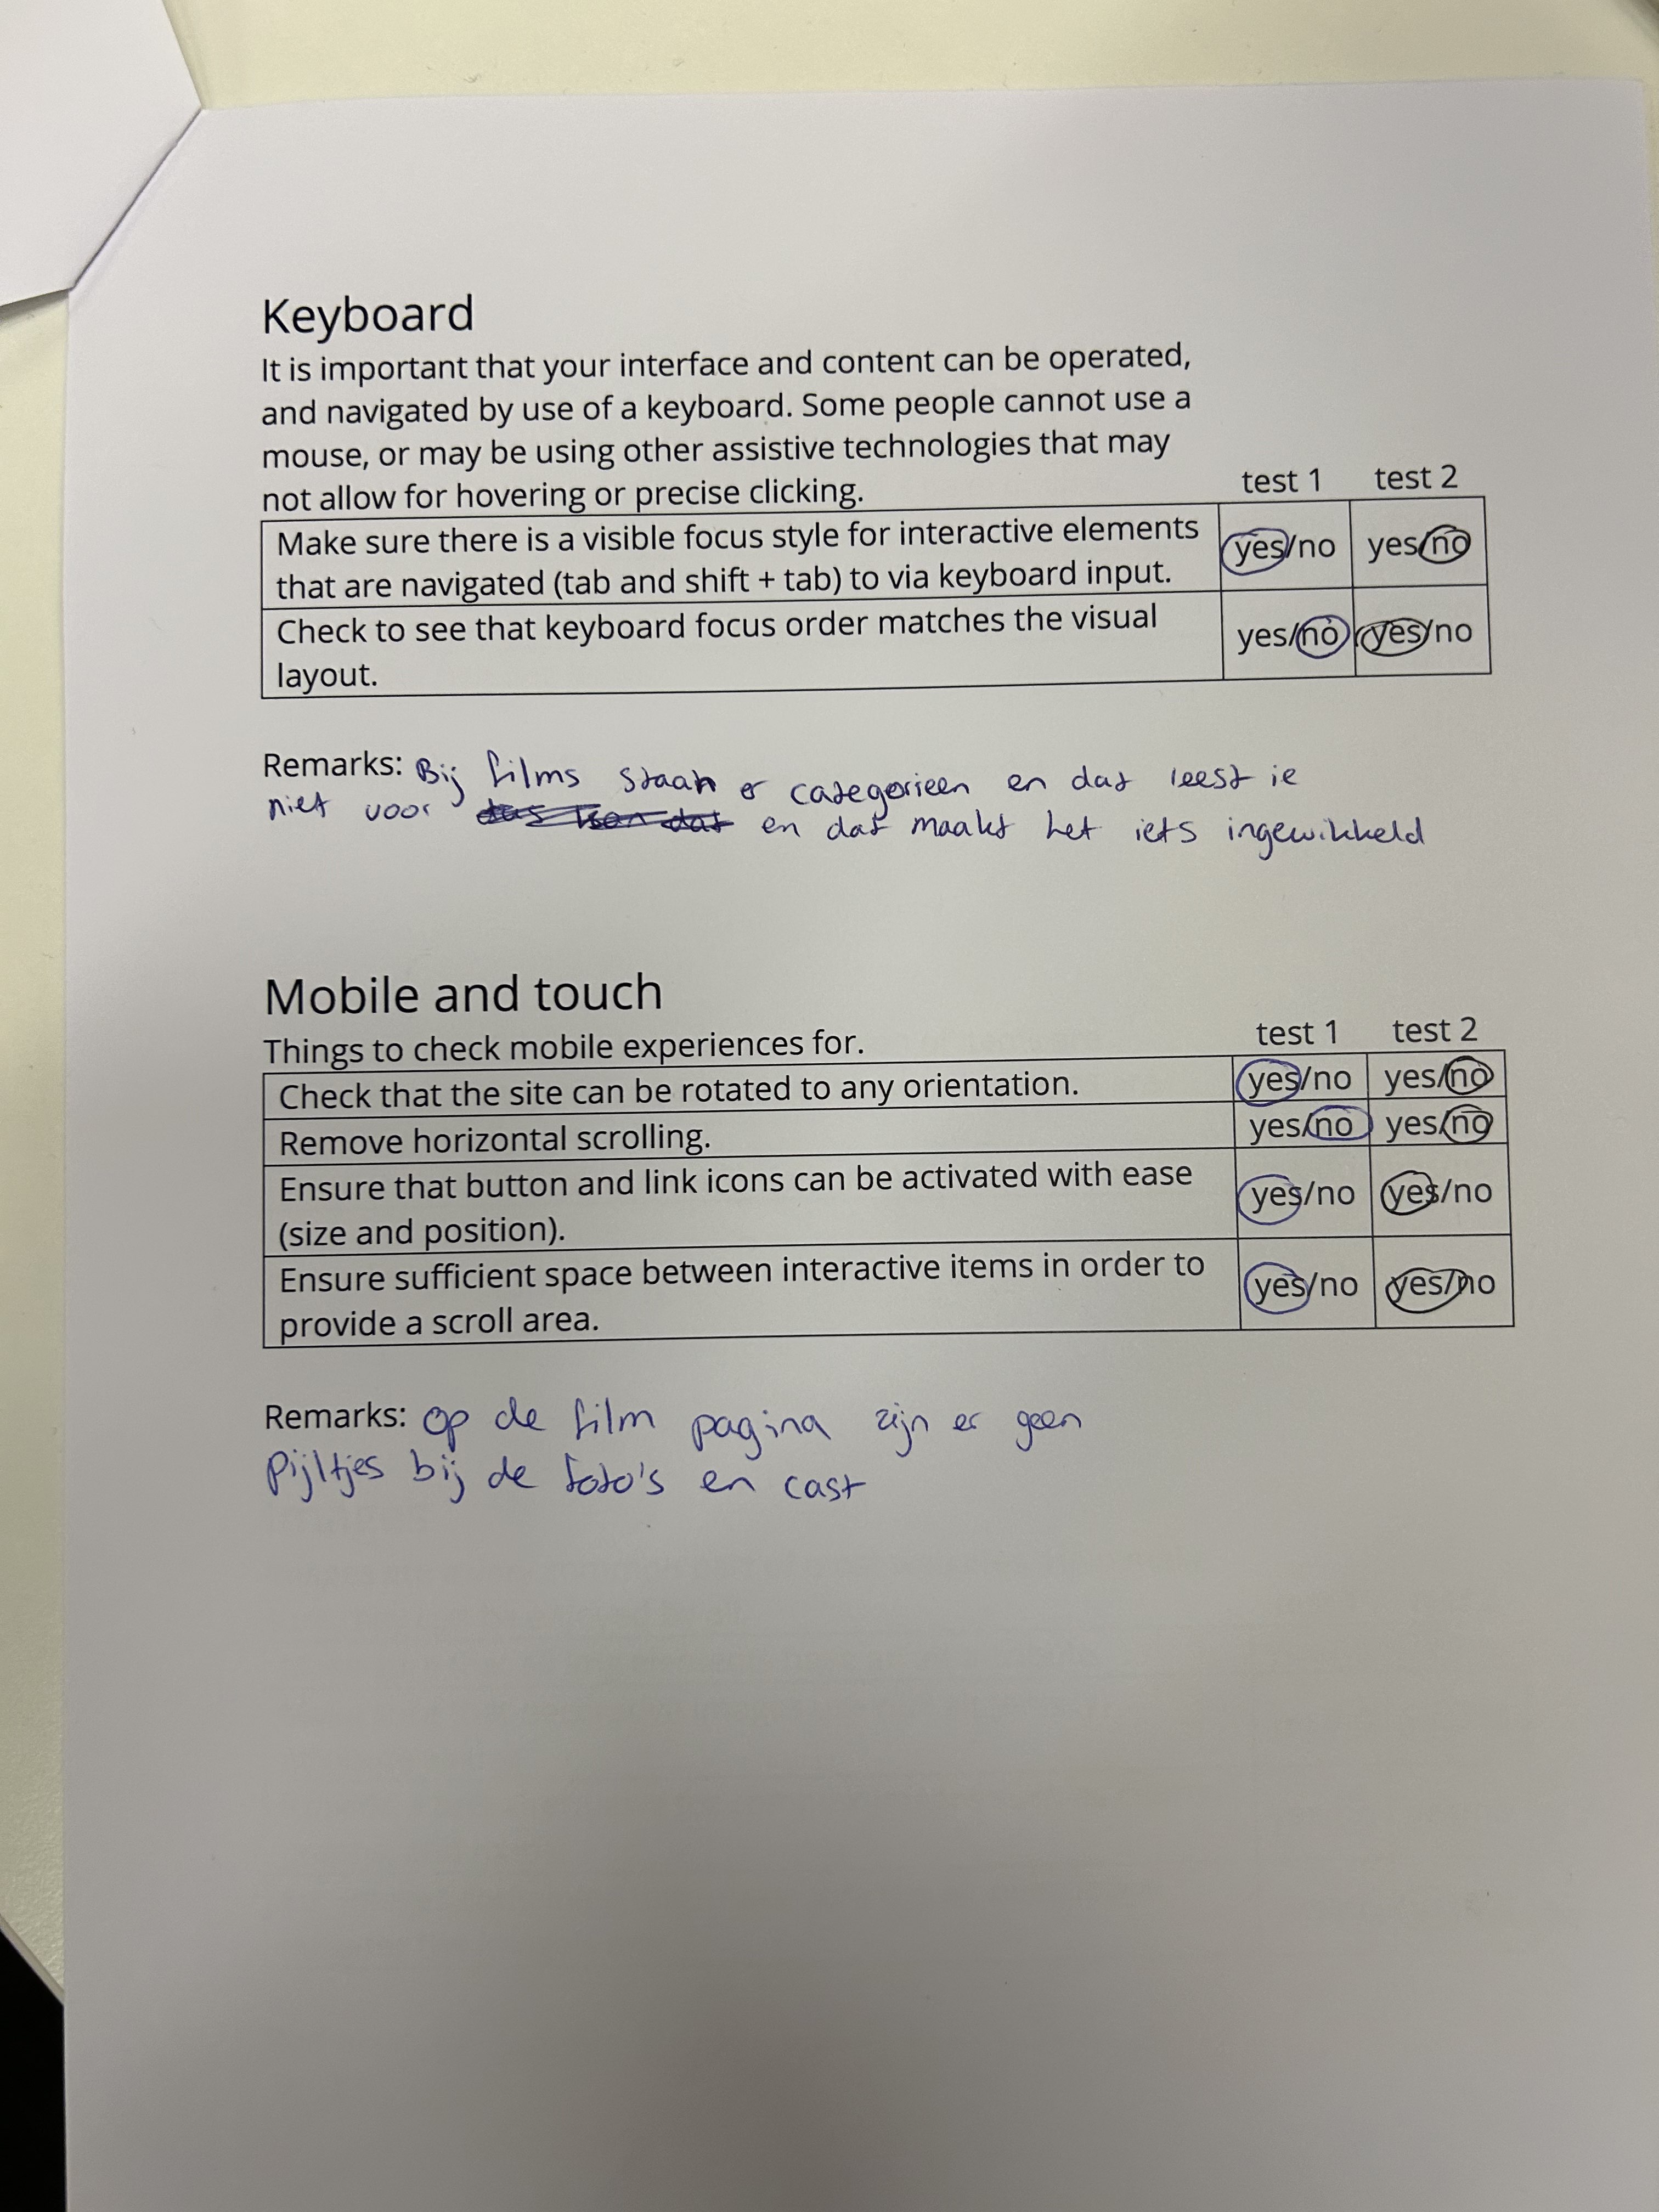 Keyboard
It is important that your interface and content can be operated,
and navigated by use of a keyboard. Some people cannot use a
mouse, or may be using other assistive technologies that may
not allow for hovering or precise clicking.
test 1 test 2
Make sure there is a visible focus style for interactive elements
that are navigated (tab and shift + tab) to via keyboard input.
yes/no yes/no
Check to see that keyboard focus order matches the visual
layout.
yes/no yes/no
Remarks: Bij films staan er categorieen en dat leest ie
niet voor en dat maakt het iets ingewikkeld
Mobile and touch
Things to check mobile experiences for.
test 1 test 2
Check that the site can be rotated to any orientation. yes/no yes/no
Remove horizontal scrolling. yes/no yes/no
Ensure that button and link icons can be activated with ease
(size and position).
yes/no yes/no
Ensure sufficient space between interactive items in order to
provide a scroll area.
yes/no yes/no
Remarks: Op de film pagina zijn er geen
Pijltjes bij de foto's en cast